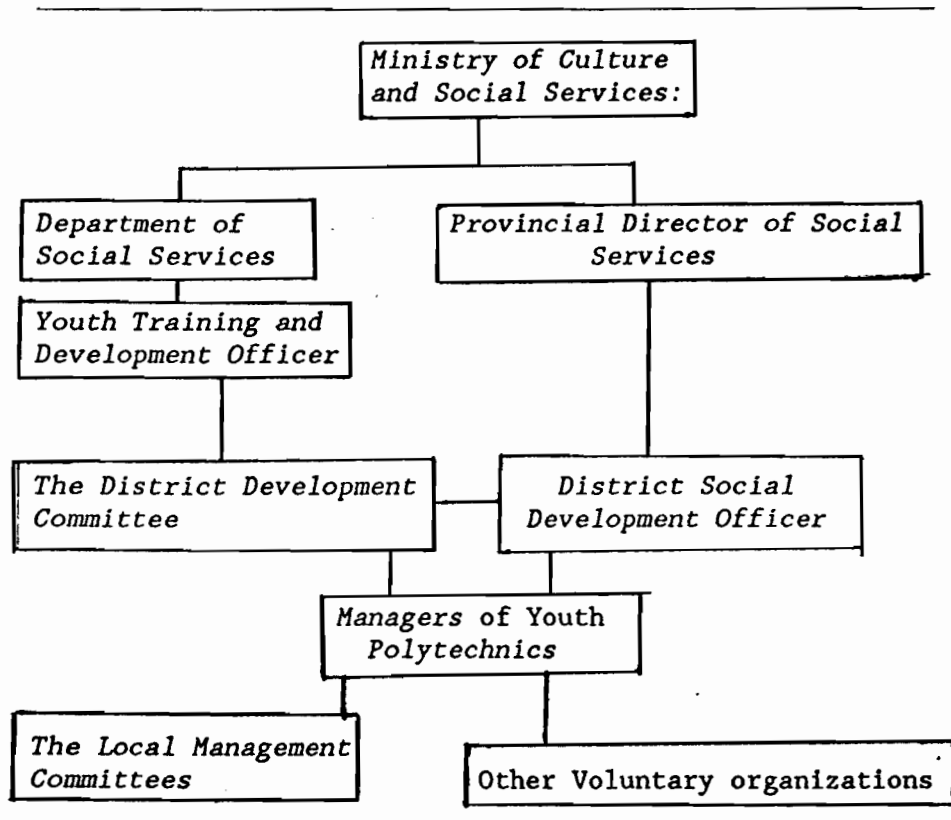 Ministry of Culture
and Social Services:
Department of
Social Services
Provincial Director of Social
Services
Youth Training and
Development Officer
The District Development
Committee
District Social
Development Officer
Managers of Youth
Polytechnics
The Local Management
Committees
Other Voluntary organizations